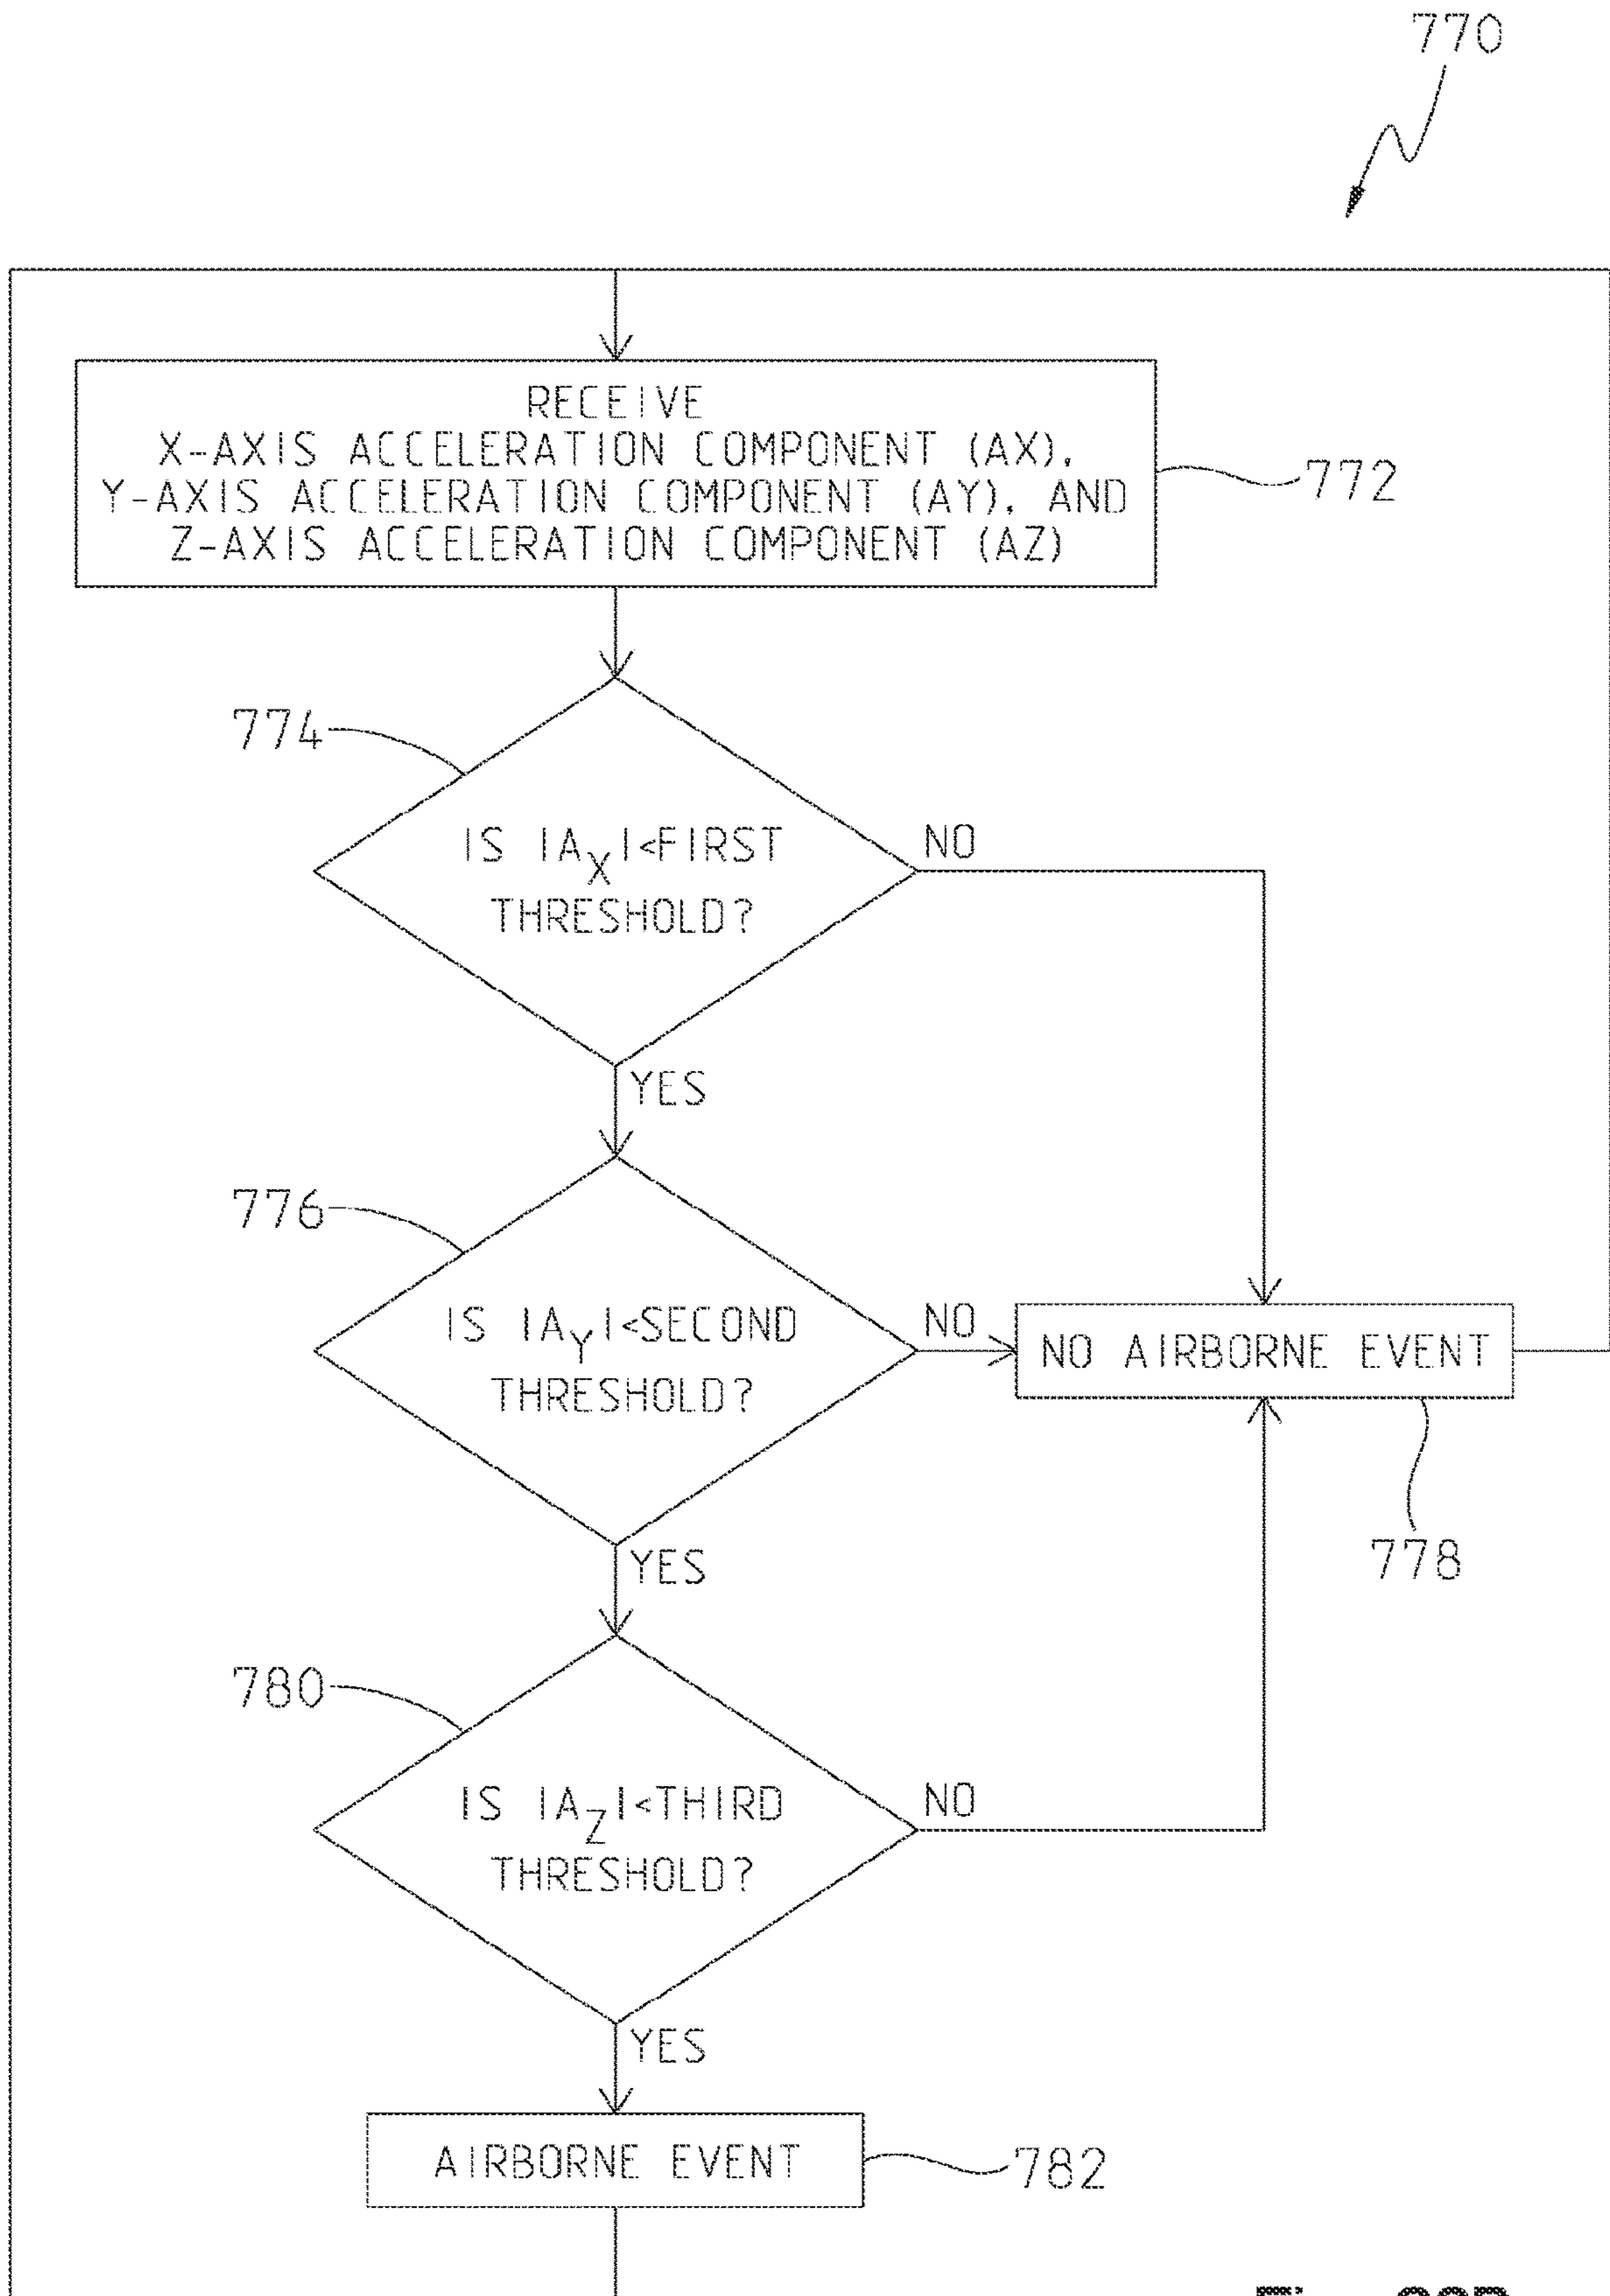 770
RECEIVE
X-AXIS ACCELERATION COMPONENT (AX),
Y-AXIS ACCELERATION COMPONENT (AY), AND
Z-AXIS ACCELERATION COMPONENT (AZ)
772
774
IS |AX|<FIRST
THRESHOLD?
NO
YES
776
IS |AY|<SECOND
THRESHOLD?
NO
NO AIRBORNE EVENT
778
YES
780
IS |AZ|<THIRD
THRESHOLD?
NO
YES
AIRBORNE EVENT
782